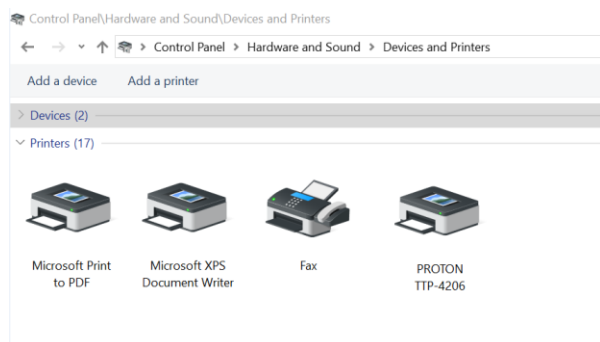 Control Panel\Hardware and Sound\Devices and Printers
Control Panel > Hardware and Sound > Devices and Printers
Add a device Add a printer
Devices (2)
Printers (17)
Microsoft Print
to PDF
Microsoft XPS
Document Writer
Fax
PROTON
TTP-4206